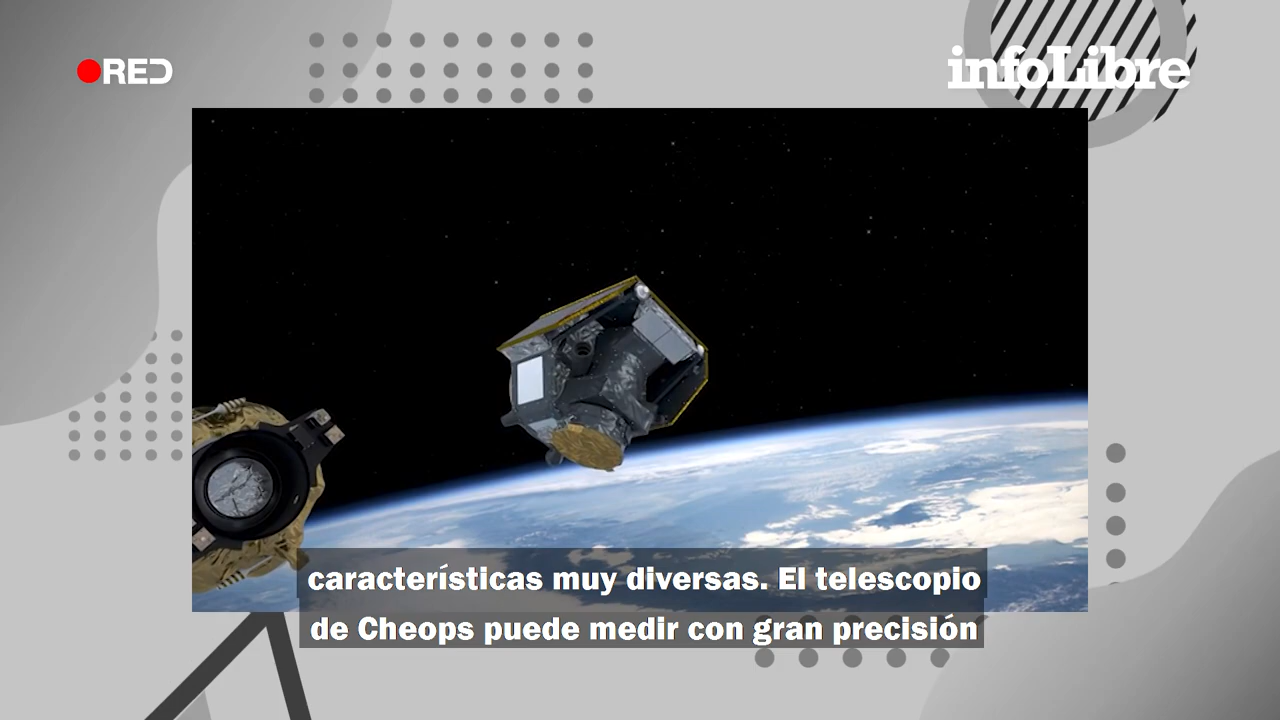 RED
infoLibre
características muy diversas. El telescopio
de Cheops puede medir con gran precisión